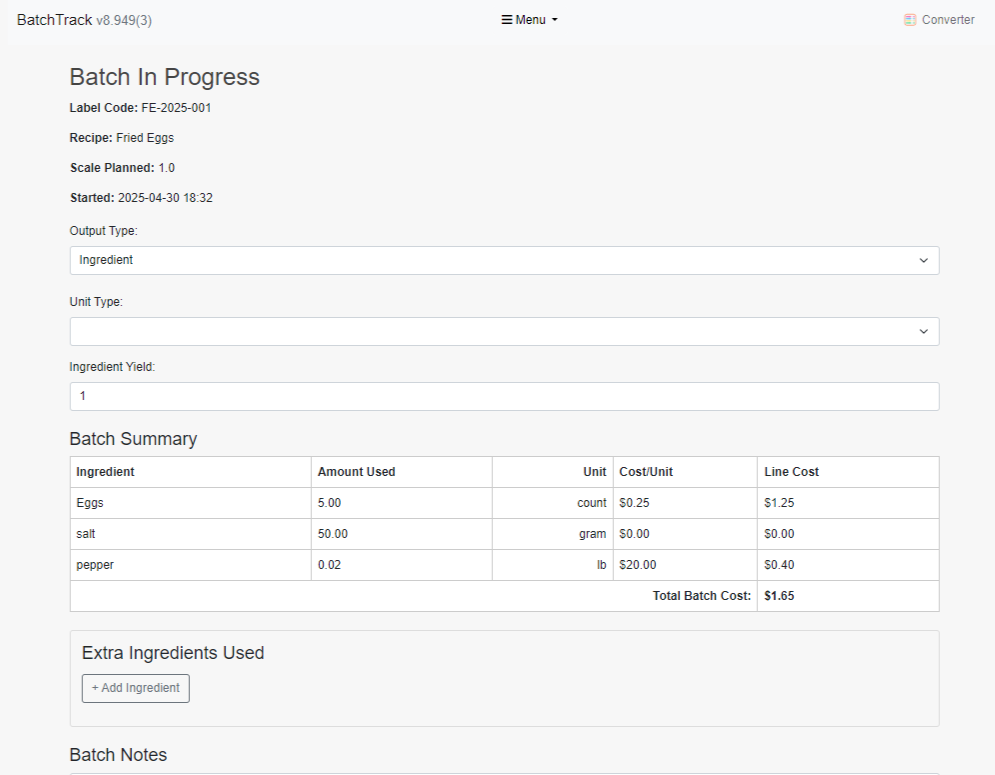 BatchTrack v8.949(3)
Menu
Converter
Batch In Progress
Label Code: FE-2025-001
Recipe: Fried Eggs
Scale Planned: 1.0
Started: 2025-04-30 18:32
Output Type:
Ingredient
Unit Type:
Ingredient Yield:
1
Batch Summary
Ingredient Amount Used Unit Cost/Unit Line Cost
Eggs 5.00 count $0.25 $1.25
salt 50.00 gram $0.00 $0.00
pepper 0.02 lb $20.00 $0.40
Total Batch Cost: $1.65
Extra Ingredients Used
+ Add Ingredient
Batch Notes